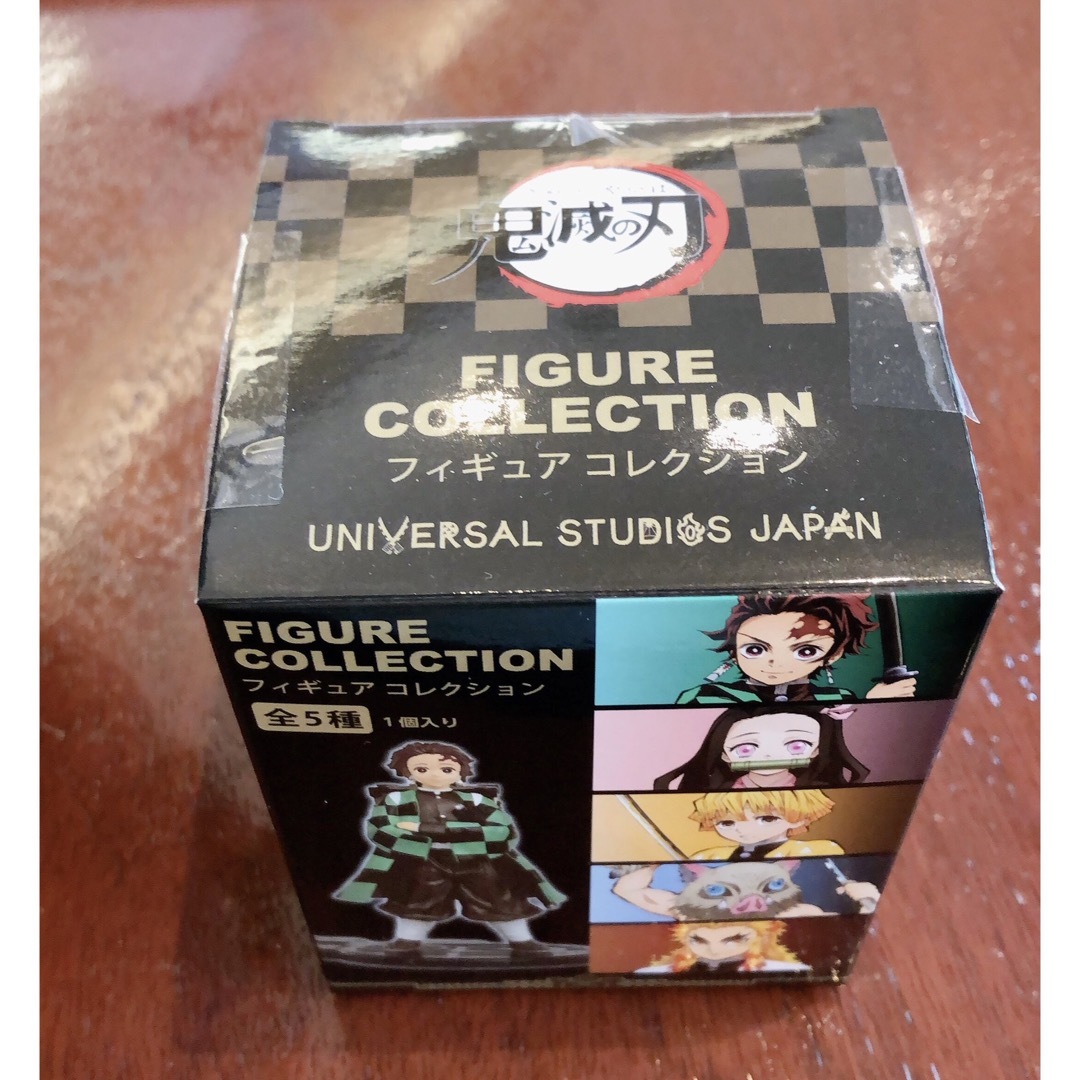 鬼滅の刃
FIGURE
COLLECTION
フィギュア コレクション
UNIVERSAL STUDIOS JAPAN
FIGURE
COLLECTION
フィギュア コレクション
全5種 1個入り